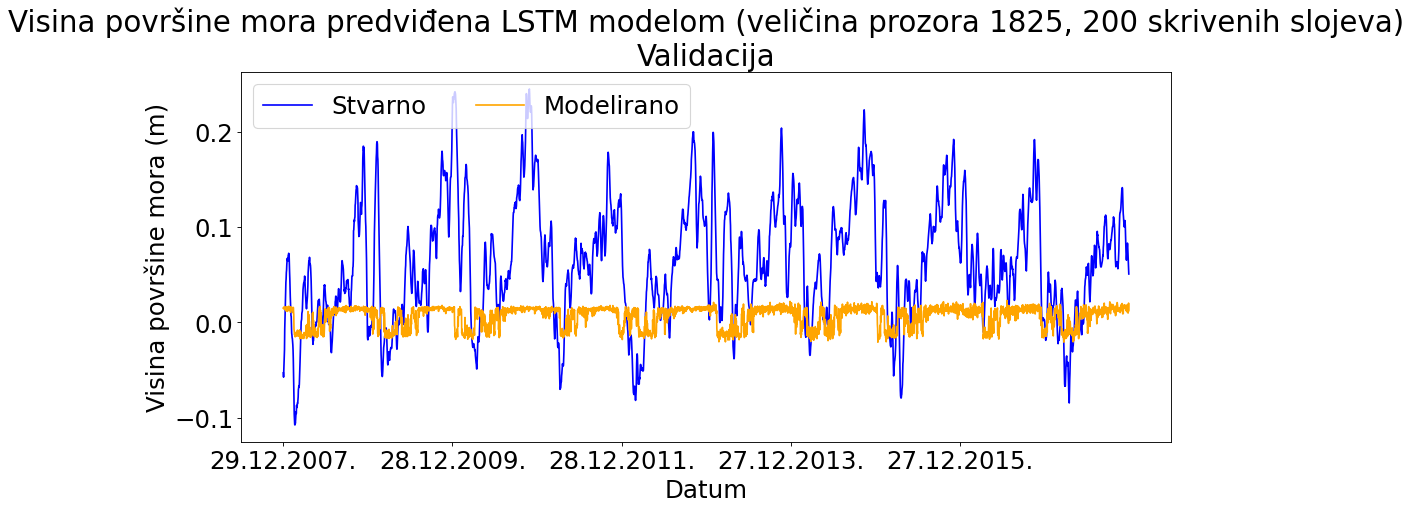 Visina površine mora predviđena LSTM modelom (veličina prozora 1825, 200 skrivenih slojeva)
Validacija
Stvarno Modelirano
Visina površine mora (m)
0.2
0.1
0.0
−0.1
29.12.2007. 28.12.2009. 28.12.2011. 27.12.2013. 27.12.2015.
Datum